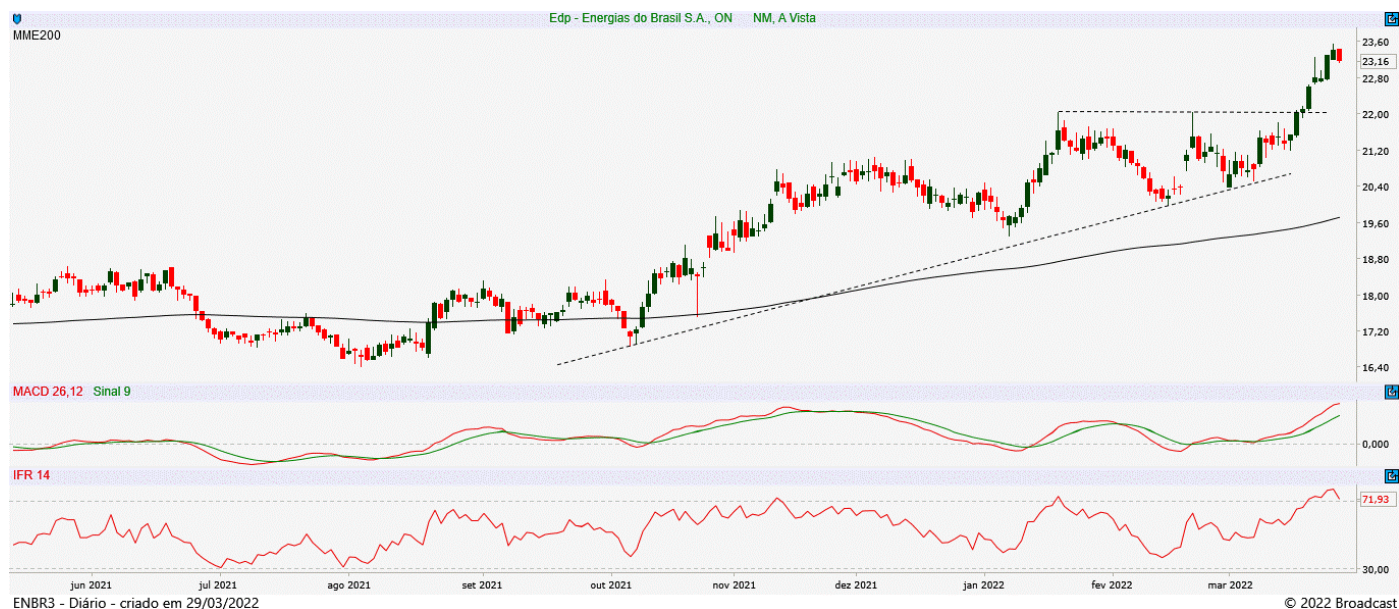 Edp - Energias do Brasil S.A., ON NM, A Vista
MME200
23,60
23,16
22,80
22,00
21,20
20,40
19,60
18,80
18,00
17,20
16,40
MACD 26,12 Sinal 9
0,000
IFR 14
71,93
30,00
jun 2021 jul 2021 ago 2021 set 2021 out 2021 nov 2021 dez 2021 jan 2022 fev 2022 mar 2022
ENBR3 - Diário - criado em 29/03/2022 © 2022 Broadcast